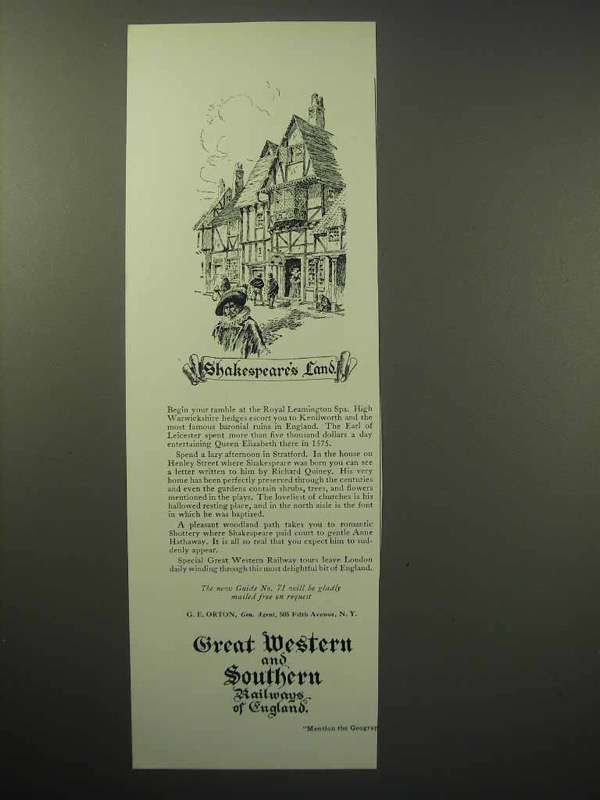 Shakespeare's Land.
Begin your ramble at the Royal Leamington Spa. High
Warwickshire hedges escort you to Kenilworth and the
most famous baronial ruins in England. The Earl of
Leicester spent more than five thousand dollars a day
entertaining Queen Elizabeth there in 1575.
Spend a lazy afternoon in Stratford. In the house on
Henley Street where Shakespeare was born you can see
a letter written to him by Richard Quiney. His very
home has been perfectly preserved through the centuries
and even the gardens contain shrubs, trees, and flowers
mentioned in the plays. The loveliest of churches is his
hallowed resting place, and in the north aisle is the font
in which he was baptized.
A pleasant woodland path takes you to romantic
Shottery where Shakespeare paid court to gentle Anne
Hathaway. It is all so real that you expect him to sud-
denly appear.
Special Great Western Railway tours leave London
daily winding through this most delightful bit of England.
The new Guide No. 71 will be gladly
mailed free on request
G. E. ORTON, Gen. Agent, 505 Fifth Avenue, N. Y.
Great Western
and
Southern
Railways
of England.
"Mention the Geograp